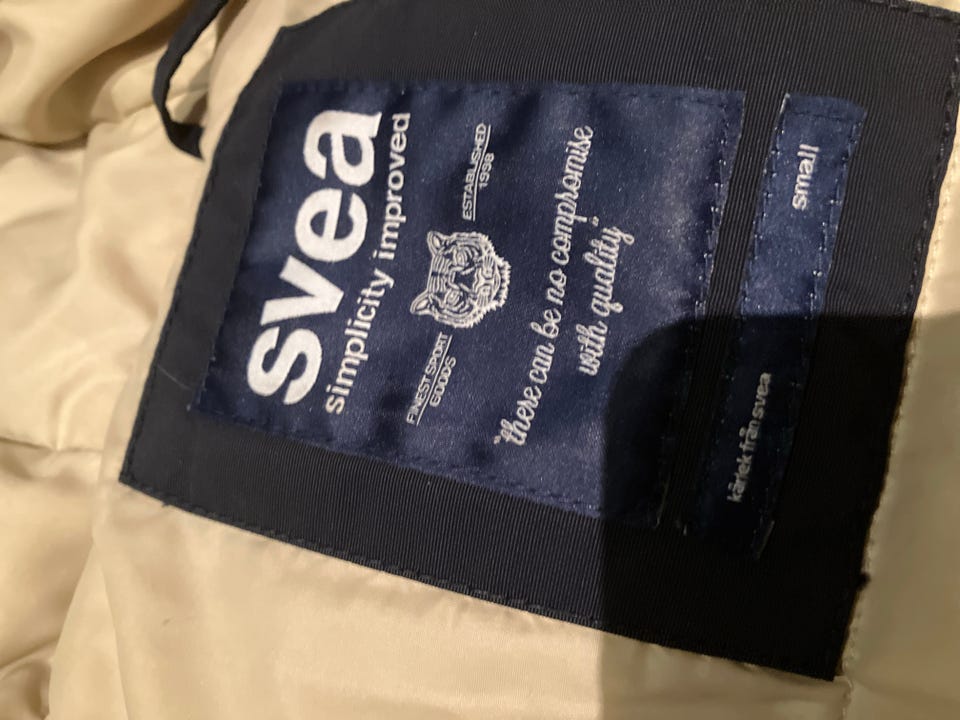 svea
simplicity improved
FINEST SPORT
GOODS
ESTABLISHED
1998
"there can be no compromise
with quality"
kärlek från svea
small